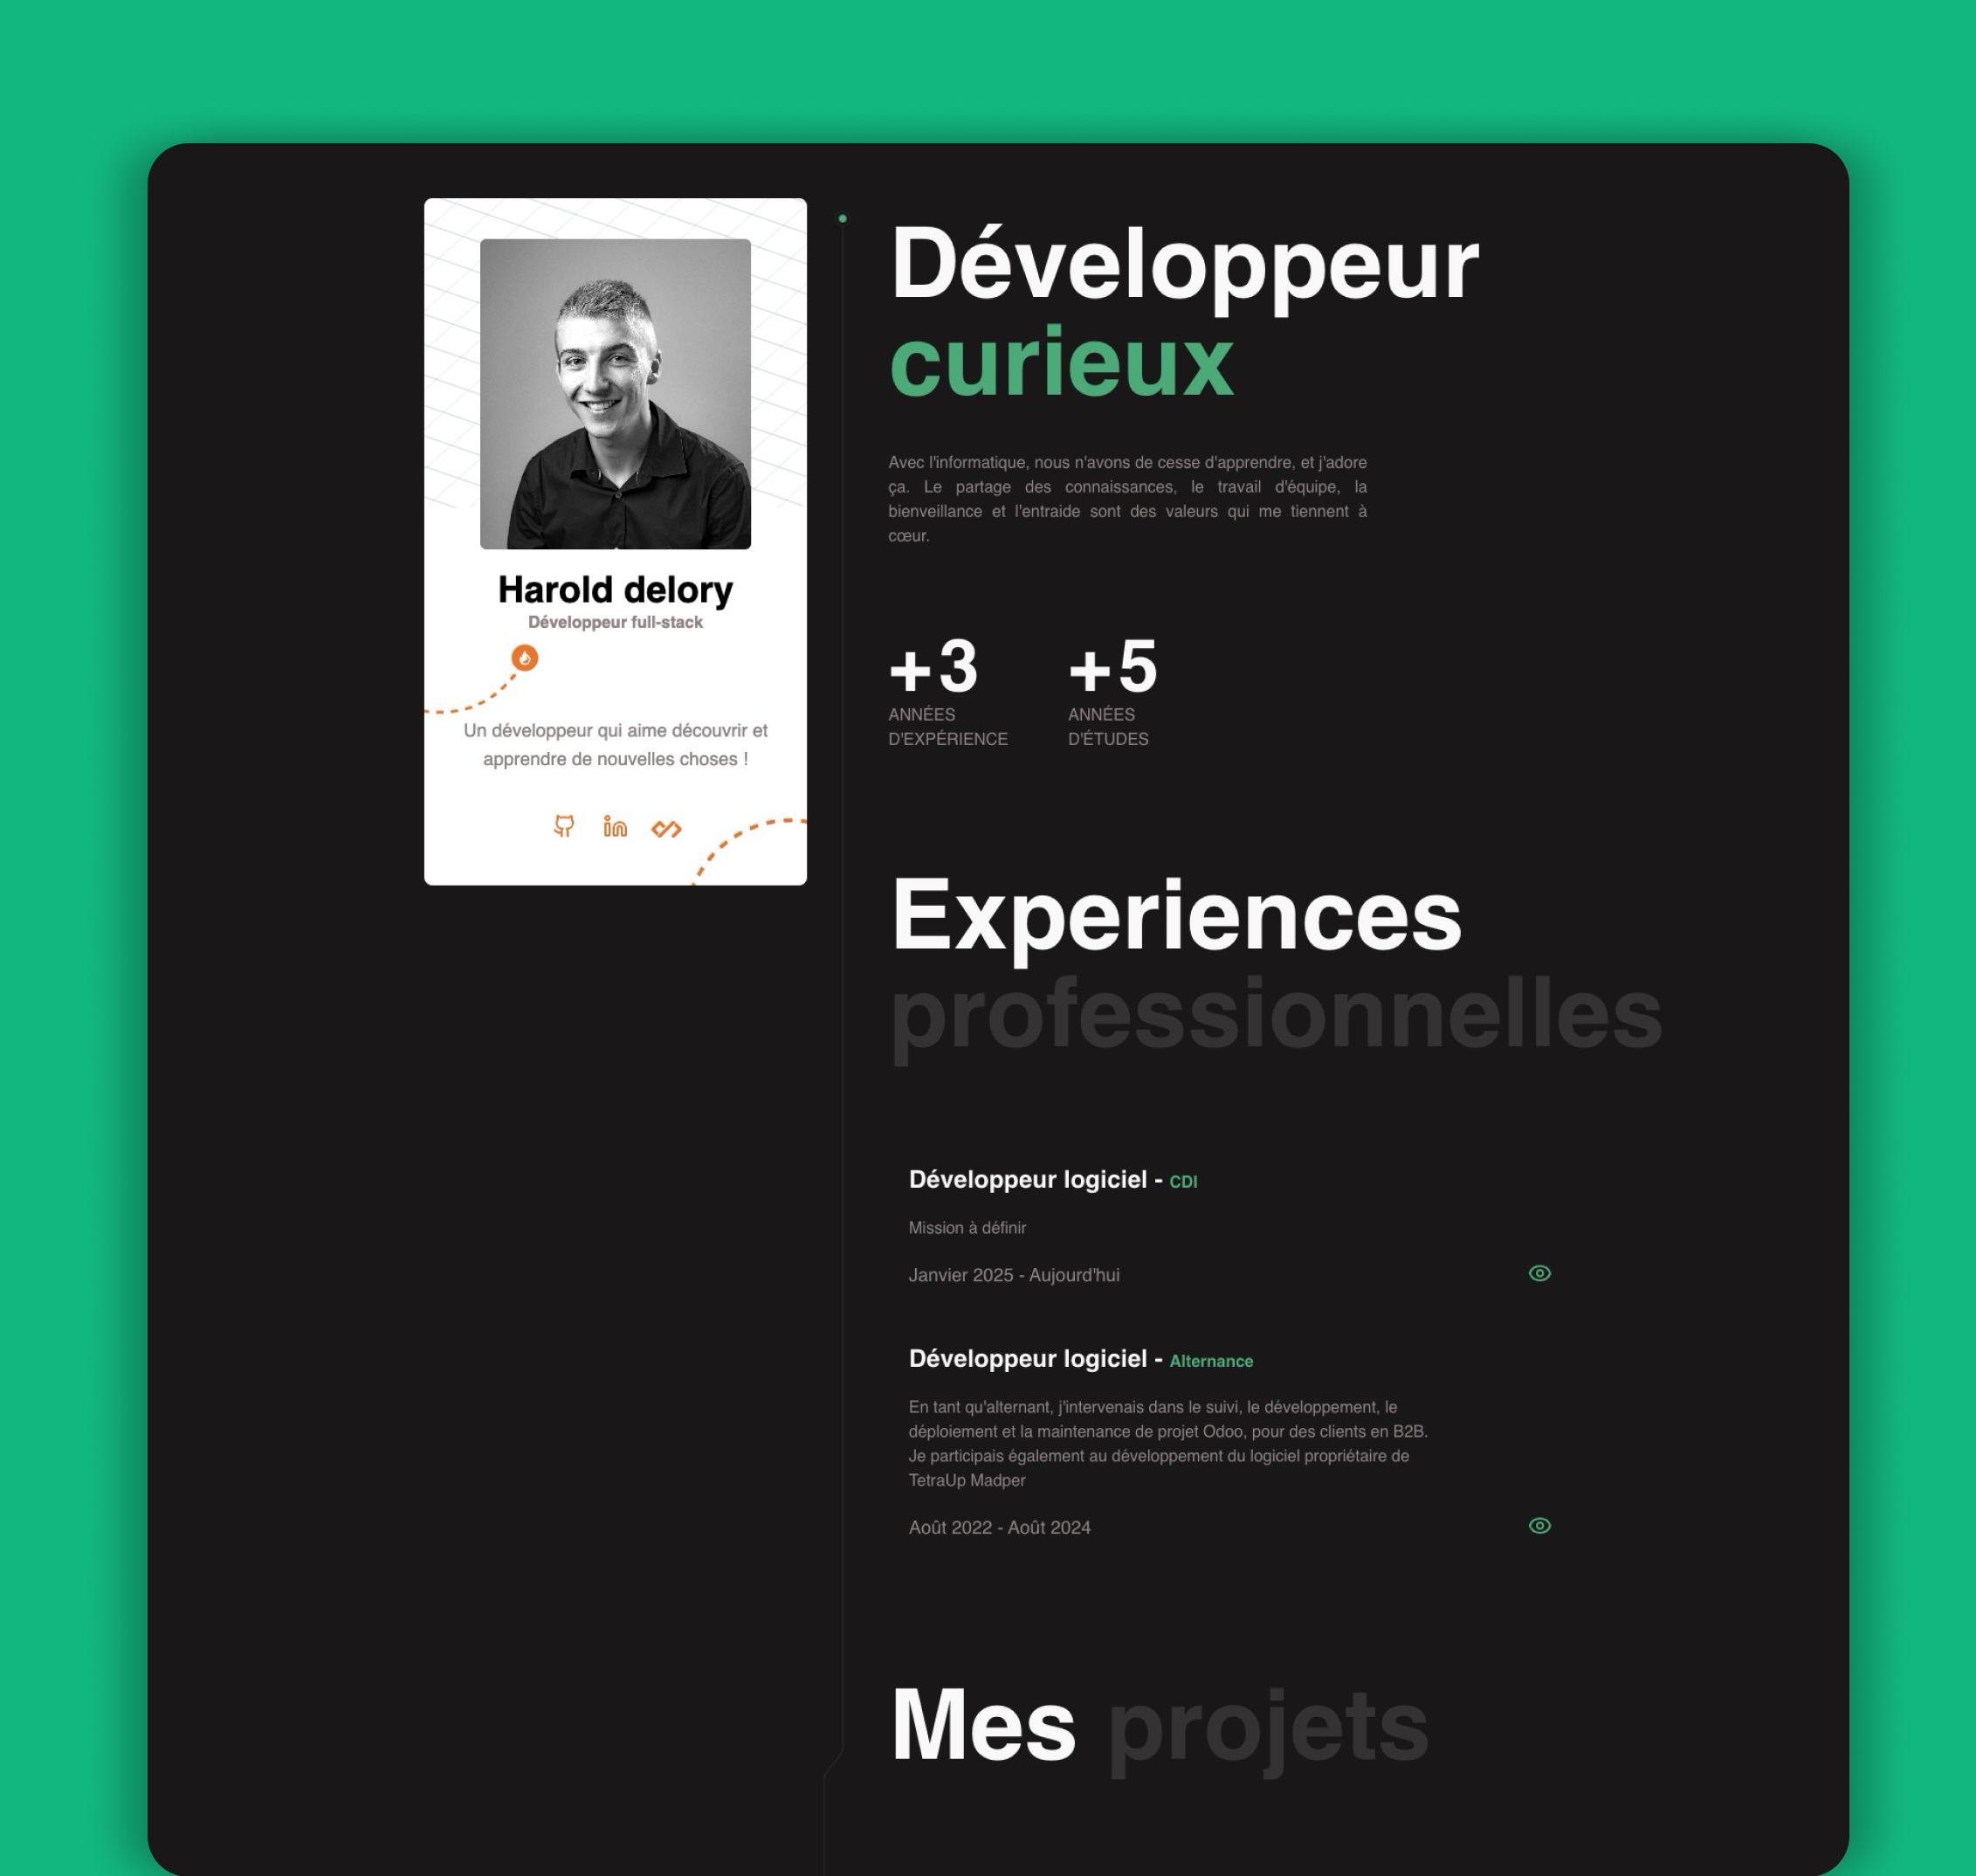 Harold delory
Développeur full-stack
Un développeur qui aime découvrir et
apprendre de nouvelles choses !
Développeur
curieux
Avec l'informatique, nous n'avons de cesse d'apprendre, et j'adore
ça. Le partage des connaissances, le travail d'équipe, la
bienveillance et l'entraide sont des valeurs qui me tiennent à
cœur.
+3
ANNÉES
D'EXPÉRIENCE
+5
ANNÉES
D'ÉTUDES
Experiences
professionnelles
Développeur logiciel - CDI
Mission à définir
Janvier 2025 - Aujourd'hui
Développeur logiciel - Alternance
En tant qu'alternant, j'intervenais dans le suivi, le développement, le
déploiement et la maintenance de projet Odoo, pour des clients en B2B.
Je participais également au développement du logiciel propriétaire de
TetraUp Madper
Août 2022 - Août 2024
Mes projets